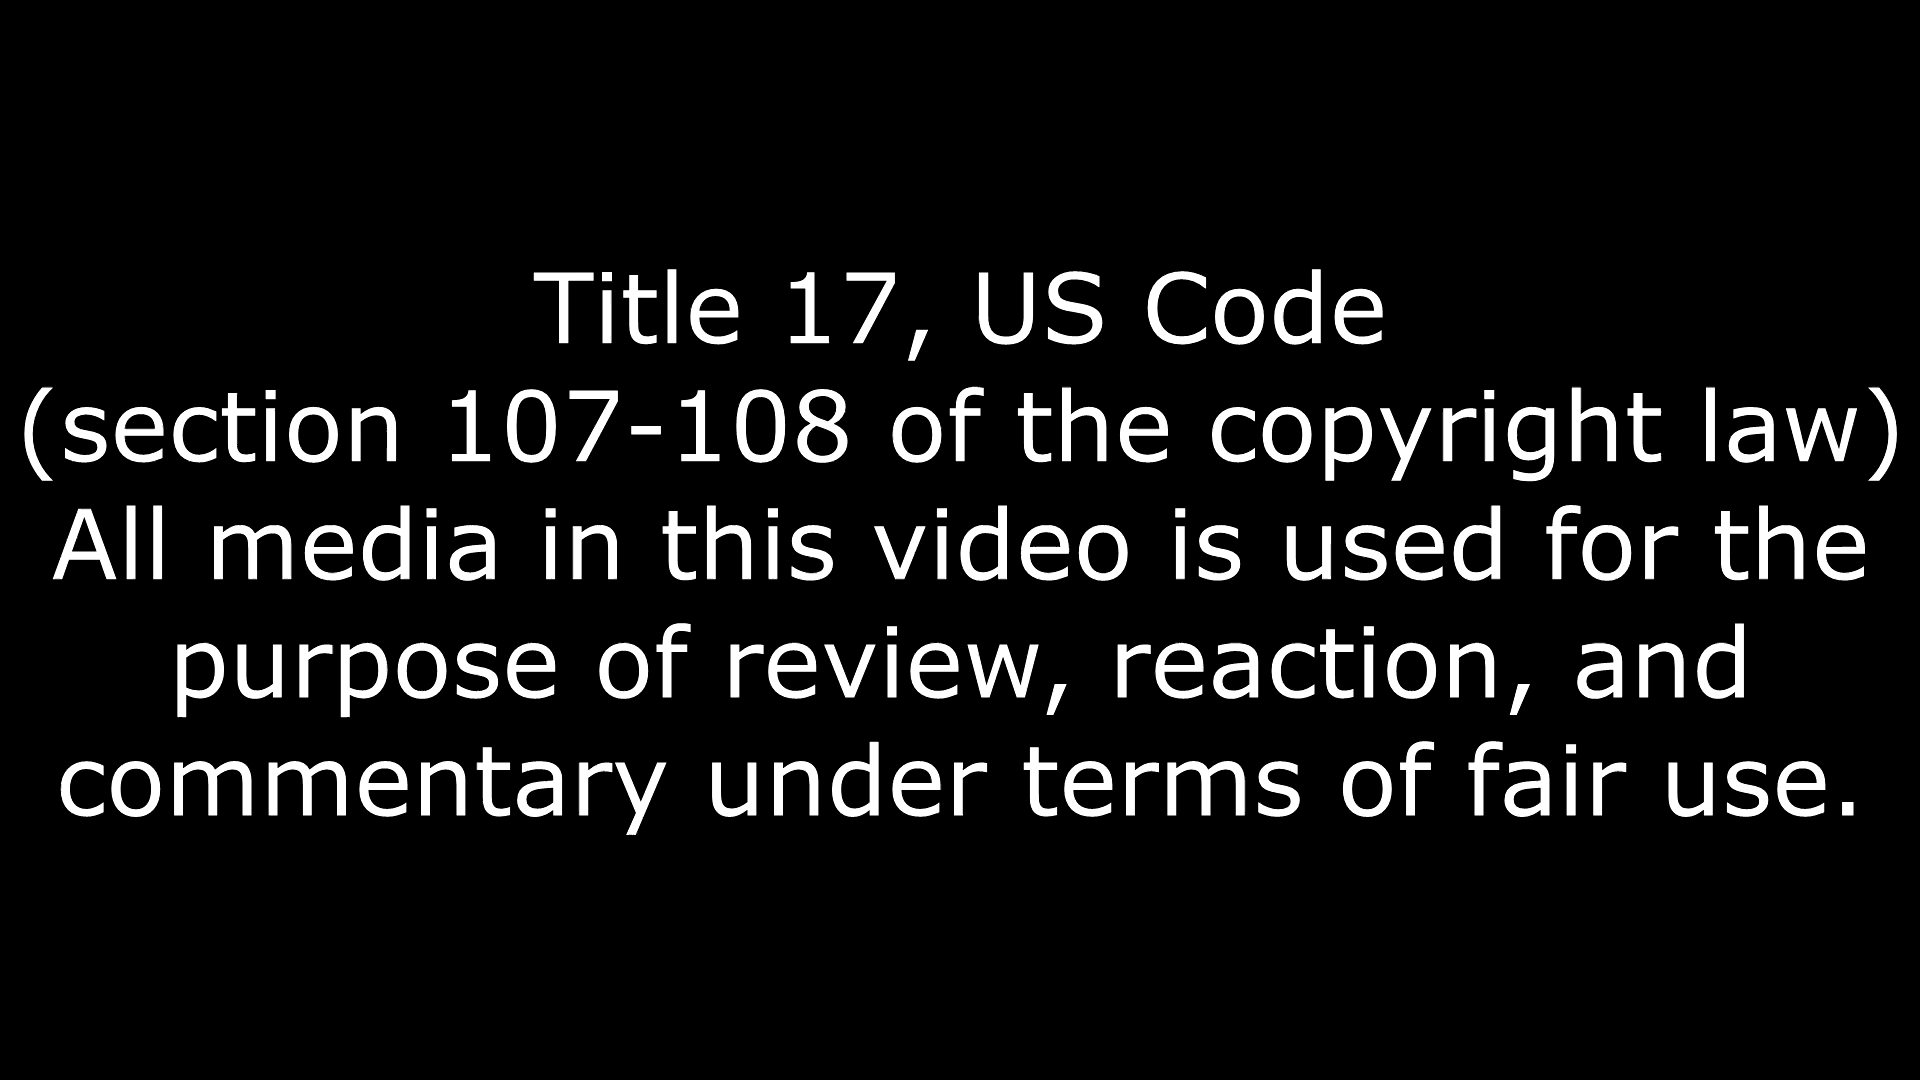 Title 17, US Code
(section 107-108 of the copyright law)
All media in this video is used for the
purpose of review, reaction, and
commentary under terms of fair use.